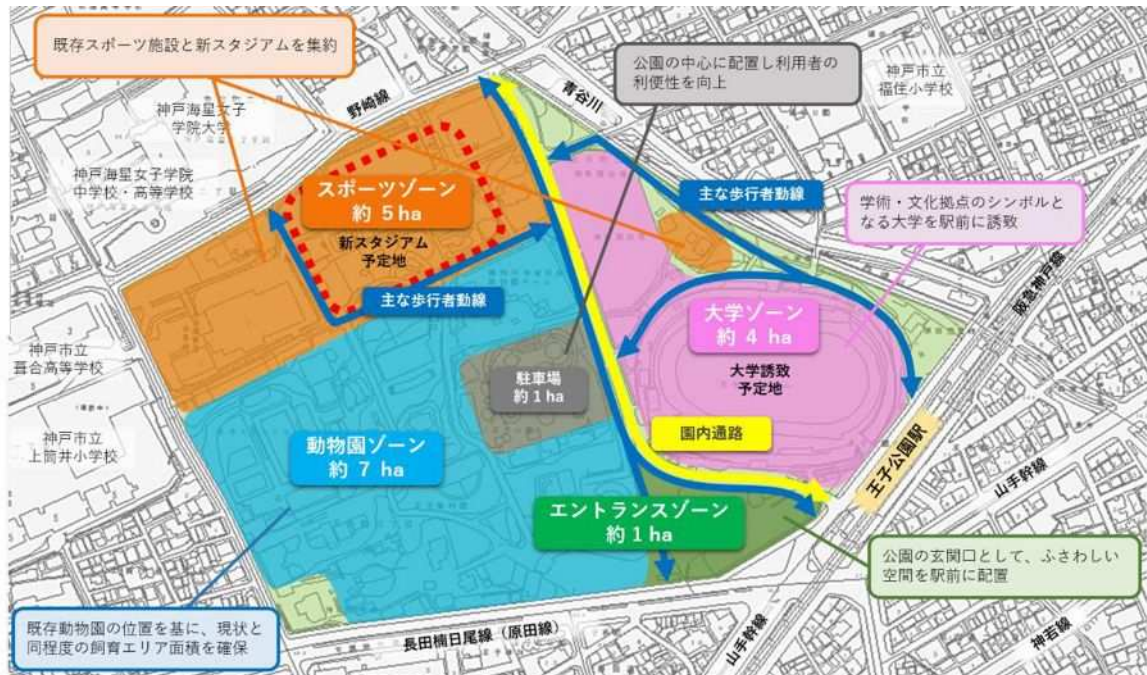 既存スポーツ施設と新スタジアムを集約
公園の中心に配置し利用者の
利便性を向上
神戸市立
福住小学校
野崎線
青谷川
神戸海星女子
学院大学
神戸海星女子学院
中学校・高等学校
スポーツゾーン
約 5 ha
新スタジアム
予定地
主な歩行者動線
学術・文化拠点のシンボルと
なる大学を駅前に誘致
阪急神戸線
主な歩行者動線
大学ゾーン
約 4 ha
大学誘致
予定地
神戸市立
葺合高等学校
駐車場
約 1 ha
神戸市立
上筒井小学校
動物園ゾーン
約 7 ha
園内通路
王子公園駅
山手幹線
エントランスゾーン
約 1 ha
公園の玄関口として、ふさわしい
空間を駅前に配置
既存動物園の位置を基に、現状と
同程度の飼育エリア面積を確保
長田楠日尾線（原田線）
山手幹線
神若線